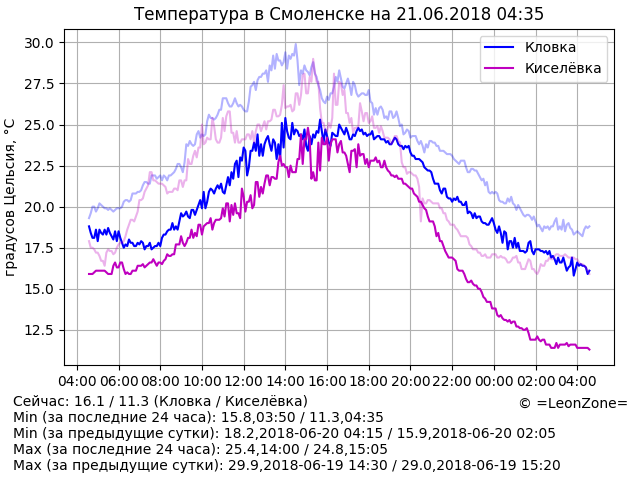 Температура в Смоленске на 21.06.2018 04:35
градусов Цельсия, °C
30.0
27.5
25.0
22.5
20.0
17.5
15.0
12.5
Кловка
Киселёвка
04:00 06:00 08:00 10:00 12:00 14:00 16:00 18:00 20:00 22:00 00:00 02:00 04:00
Сейчас: 16.1 / 11.3 (Кловка / Киселёвка)
© =LeonZone=
Min (за последние 24 часа): 15.8,03:50 / 11.3,04:35
Min (за предыдущие сутки): 18.2,2018-06-20 04:15 / 15.9,2018-06-20 02:05
Max (за последние 24 часа): 25.4,14:00 / 24.8,15:05
Max (за предыдущие сутки): 29.9,2018-06-19 14:30 / 29.0,2018-06-19 15:20